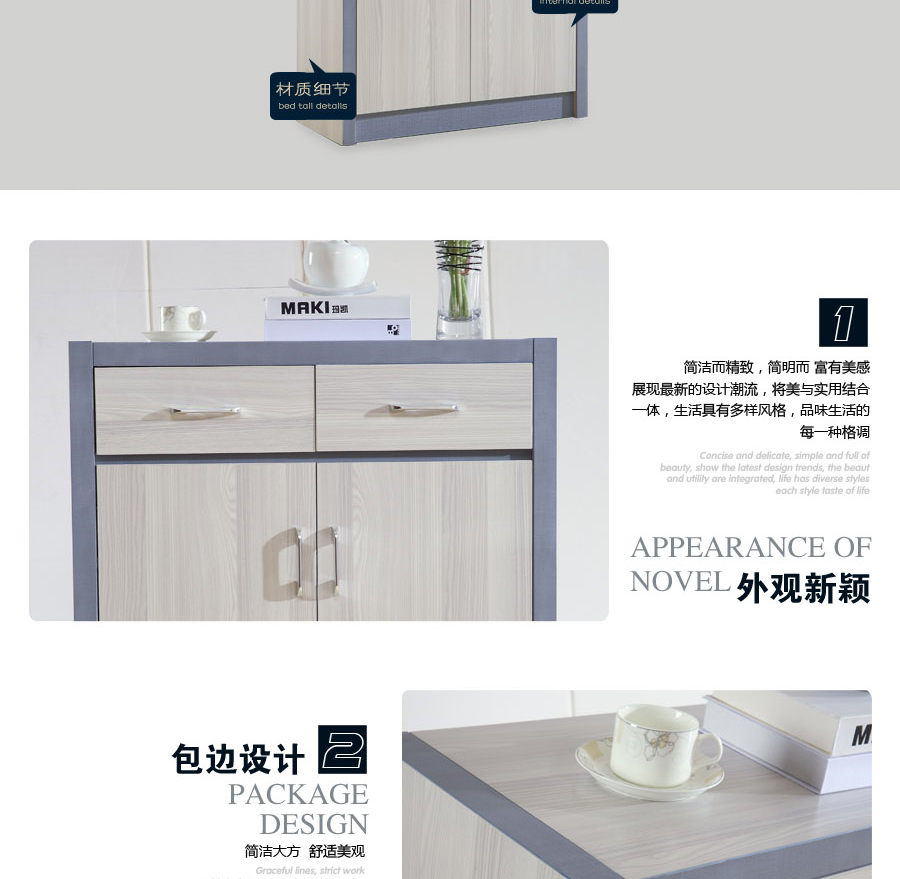 internal details
材质细节
bed tall details
MAKI玛凯
1
简洁而精致，简明而 富有美感
展现最新的设计潮流，将美与实用结合
一体，生活具有多样风格，品味生活的
每一种格调
Concise and delicate, simple and full of
beauty, show the latest design trends, the beaut
and utility are integrated, life has diverse styles
each style taste of life
APPEARANCE OF
NOVEL 外观新颖
包边设计 2
PACKAGE
DESIGN
简洁大方 舒适美观
Graceful lines, strict work